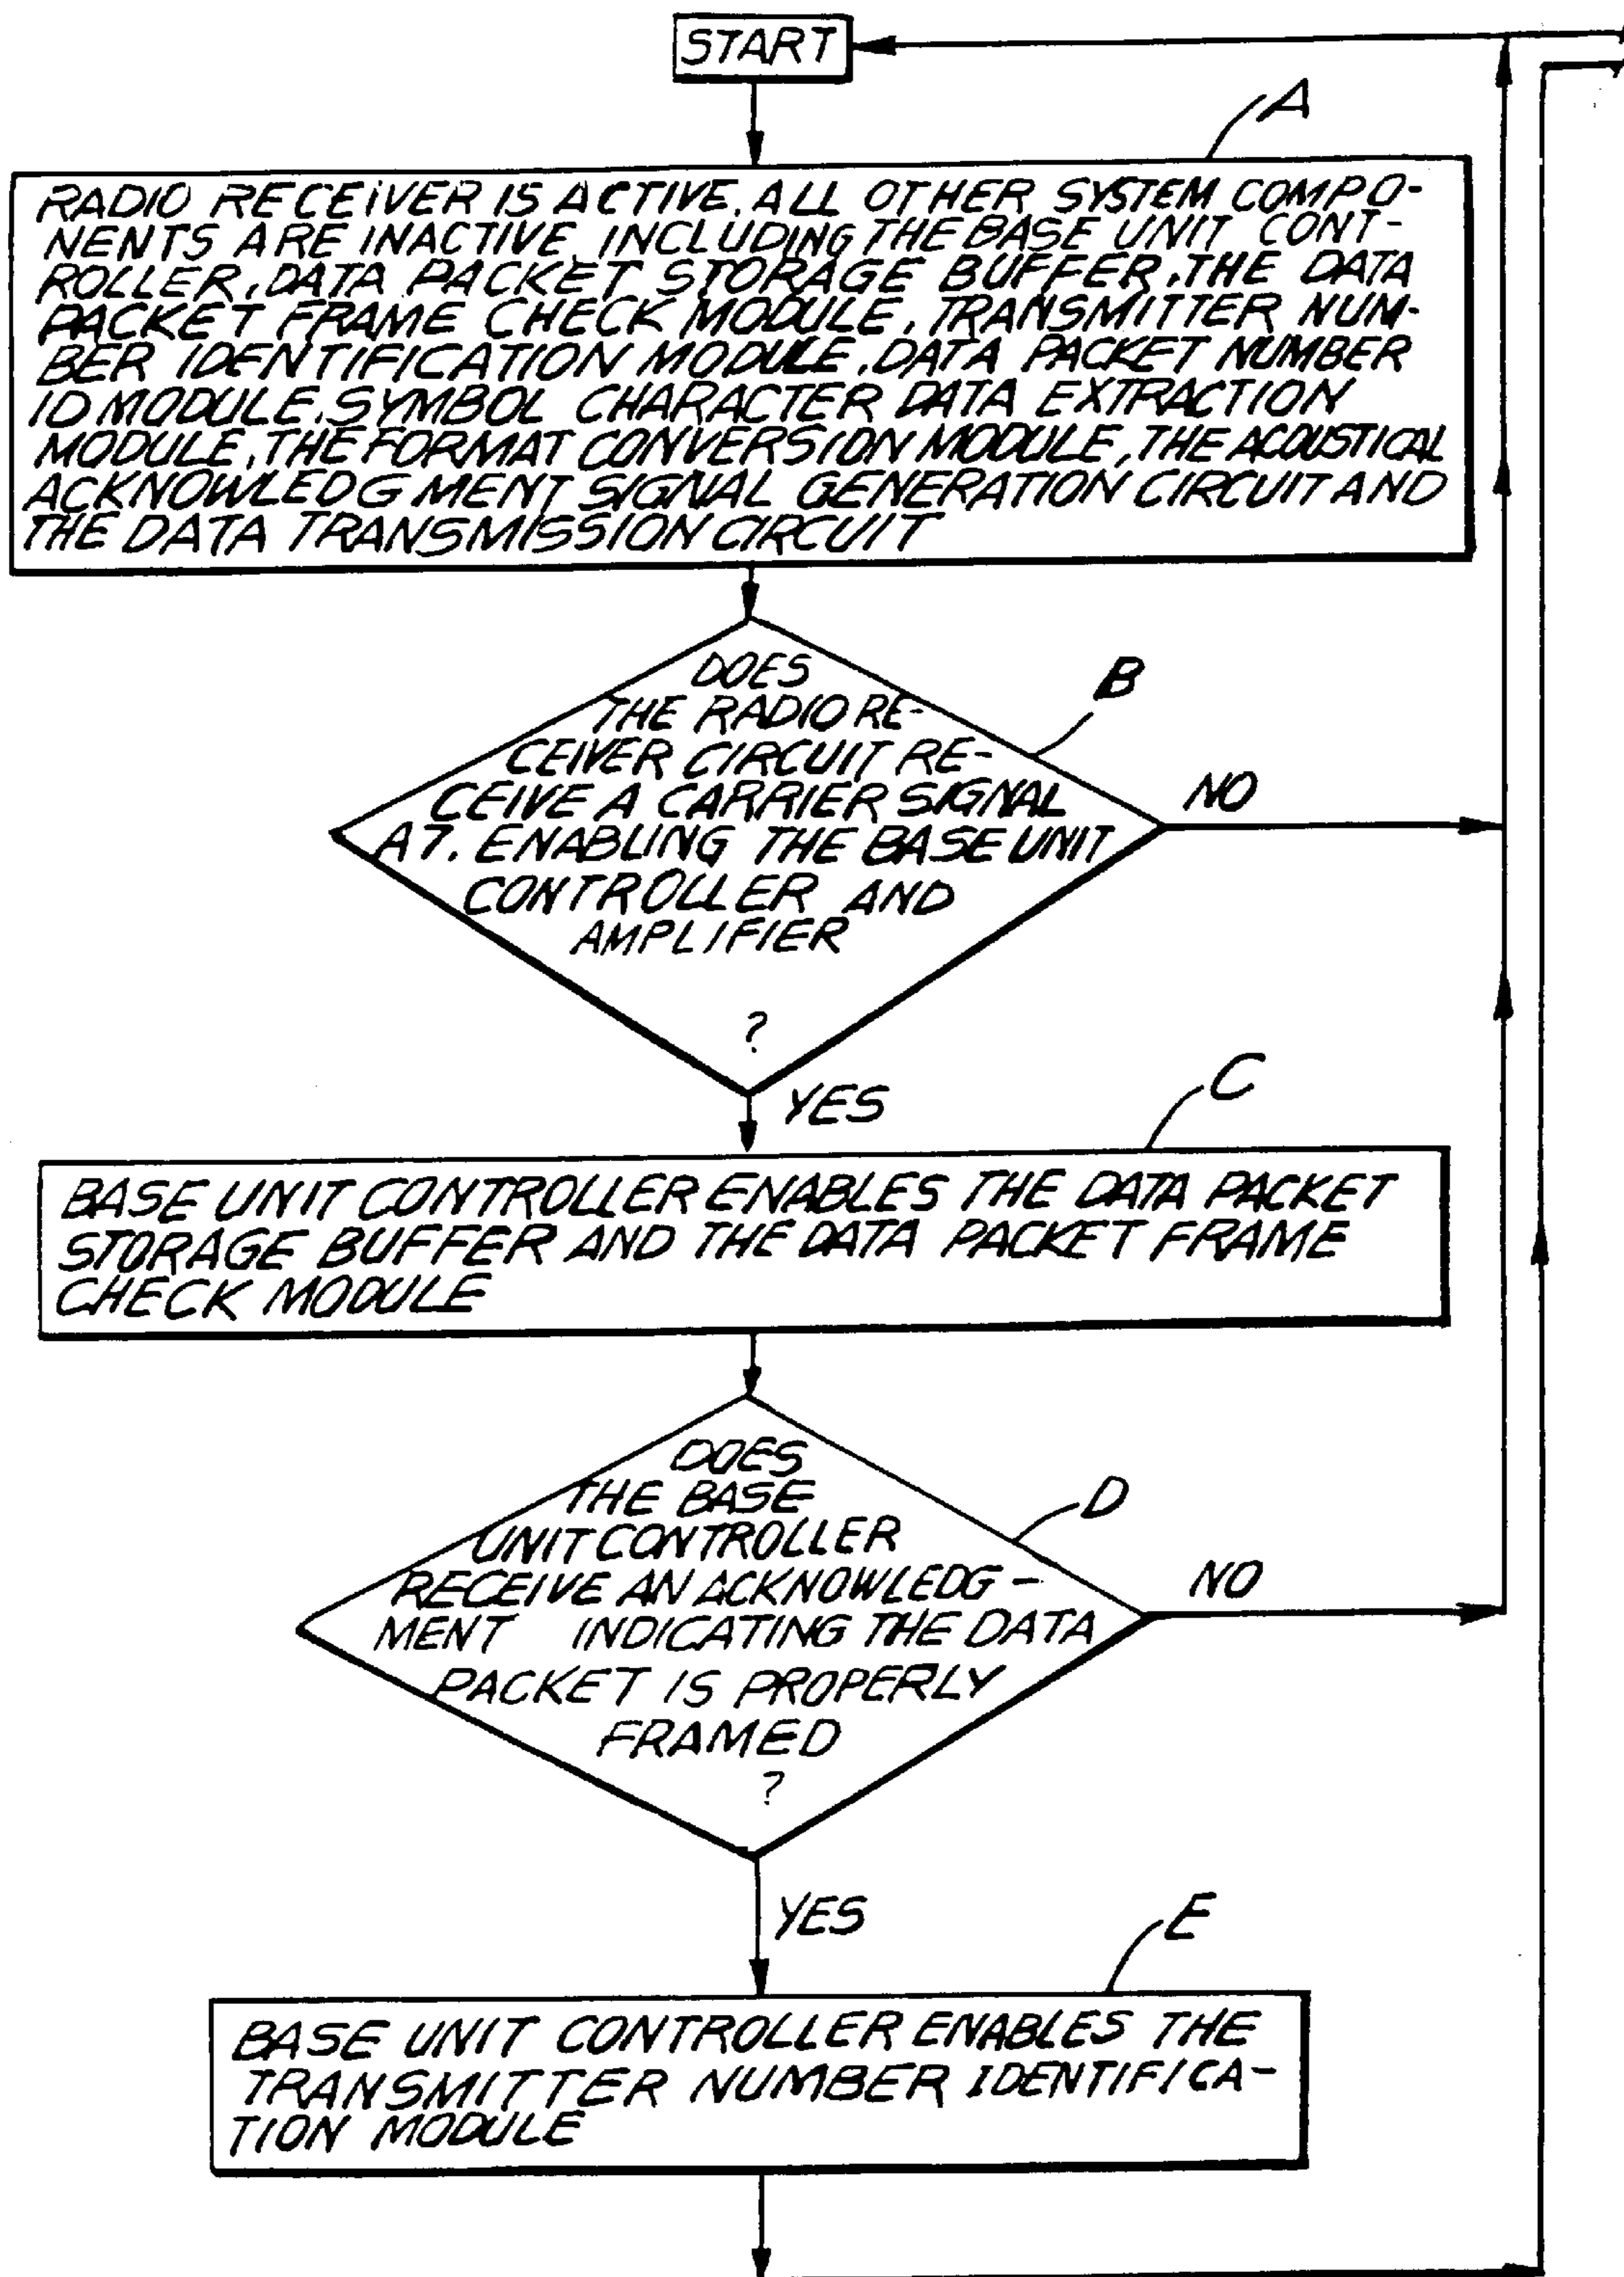 START
A
RADIO RECEIVER IS ACTIVE, ALL OTHER SYSTEM COMPO-
NENTS ARE INACTIVE INCLUDING THE BASE UNIT CONT-
ROLLER, DATA PACKET STORAGE BUFFER, THE DATA
PACKET FRAME CHECK MODULE, TRANSMITTER NUM-
BER IDENTIFICATION MODULE, DATA PACKET NUMBER
ID MODULE, SYMBOL CHARACTER DATA EXTRACTION
MODULE, THE FORMAT CONVERSION MODULE, THE ACOUSTICAL
ACKNOWLEDGMENT SIGNAL GENERATION CIRCUIT AND
THE DATA TRANSMISSION CIRCUIT
B
DOES
THE RADIO RE-
CEIVER CIRCUIT RE-
CEIVE A CARRIER SIGNAL
A7. ENABLING THE BASE UNIT
CONTROLLER AND
AMPLIFIER
?
NO
YES
C
BASE UNIT CONTROLLER ENABLES THE DATA PACKET
STORAGE BUFFER AND THE DATA PACKET FRAME
CHECK MODULE
D
DOES
THE BASE
UNIT CONTROLLER
RECEIVE AN ACKNOWLEDG-
MENT INDICATING THE DATA
PACKET IS PROPERLY
FRAMED
?
NO
YES
E
BASE UNIT CONTROLLER ENABLES THE
TRANSMITTER NUMBER IDENTIFICA-
TION MODULE